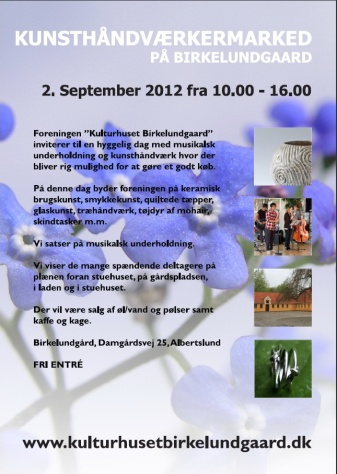 KUNSTHÅNDVÆRKERMARKED
PÅ BIRKELUNDGAARD
2. September 2012 fra 10.00 - 16.00
Foreningen ”Kulturhuset Birkelundgaard”
inviterer til en hyggelig dag med musikalsk
underholdning og kunsthåndværk hvor der
bliver rig mulighed for at gøre et godt køb.
På denne dag byder foreningen på keramisk
brugskunst, smykkekunst, quiltede tæpper,
glaskunst, træhåndværk, tøjdyr af mohair,
skindtasker m.m.
Vi satser på musikalsk underholdning.
Vi viser de mange spændende deltagere på
plænen foran stuehuset, på gårdspladsen,
i laden og i stuehuset.
Der vil være salg af øl/vand og pølser samt
kaffe og kage.
Birkelundgård, Damgårdsvej 25, Albertslund
FRI ENTRÉ
www.kulturhusetbirkelundgaard.dk